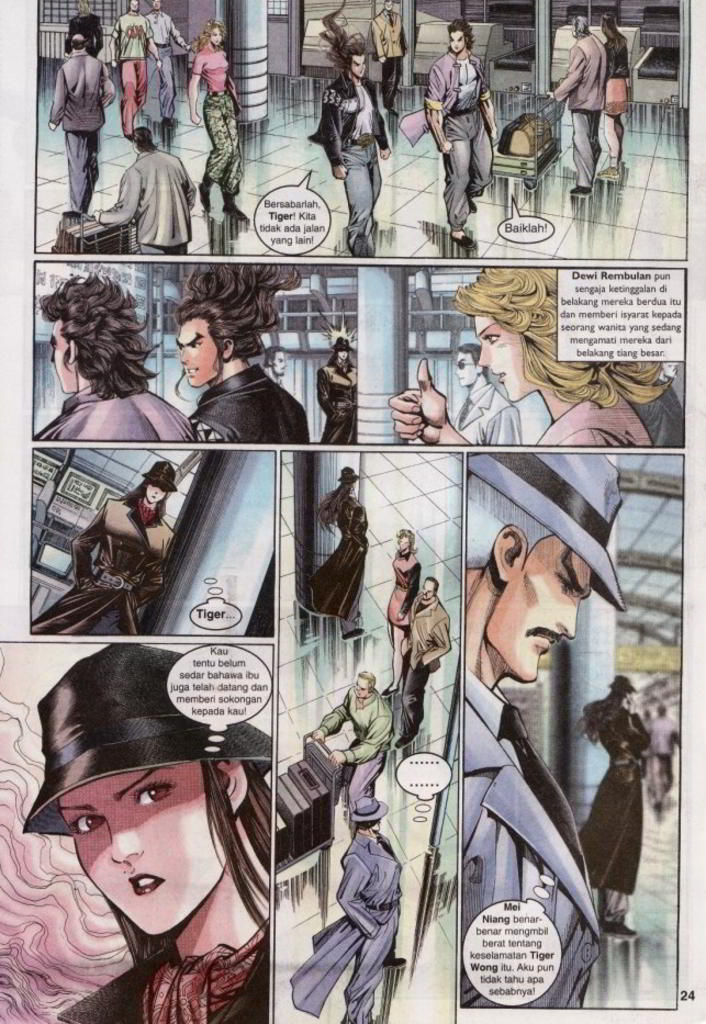 Bersabarlah,
Tiger! Kita
tidak ada jalan
yang lain!
Baiklah!
Dewi Rembulan pun
sengaja ketinggalan di
belakang mereka berdua itu
dan memberi isyarat kepada
seorang wanita yang sedang
mengamati mereka dari
belakang tiang besar.
Tiger...
Kau
tentu belum
sedar bahawa ibu
juga telah datang dan
memberi sokongan
kepada kau!
......
......
Mei
Niang benar-
benar mengmbil
berat tentang
keselamatan Tiger
Wong itu. Aku pun
tidak tahu apa
sebabnya!
24